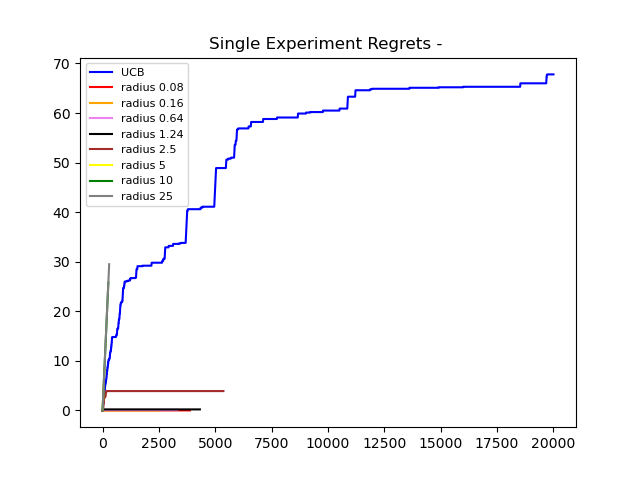 Single Experiment Regrets -
70
60
50
40
30
20
10
0
UCB
radius 0.08
radius 0.16
radius 0.64
radius 1.24
radius 2.5
radius 5
radius 10
radius 25
0 2500 5000 7500 10000 12500 15000 17500 20000